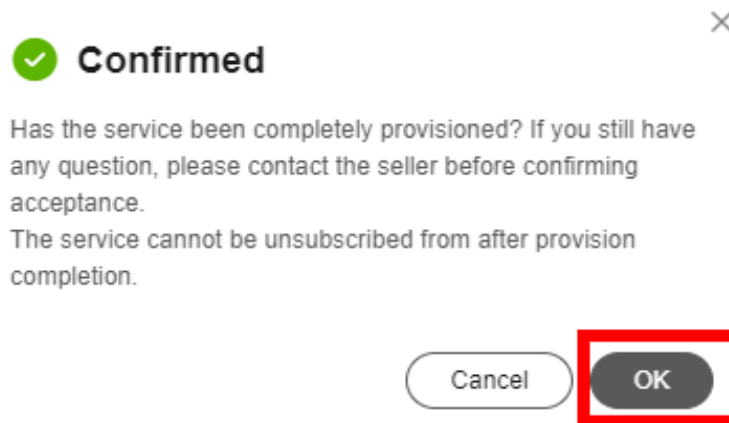 Confirmed
Has the service been completely provisioned? If you still have
any question, please contact the seller before confirming
acceptance.
The service cannot be unsubscribed from after provision
completion.
Cancel
OK